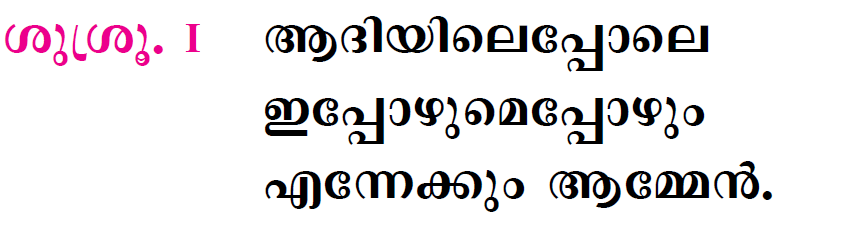 ശുശ്രൂ. I ആദിയിലെപ്പോലെ
ഇപ്പോഴുമെപ്പോഴും
എന്നേക്കും ആമ്മേൻ.